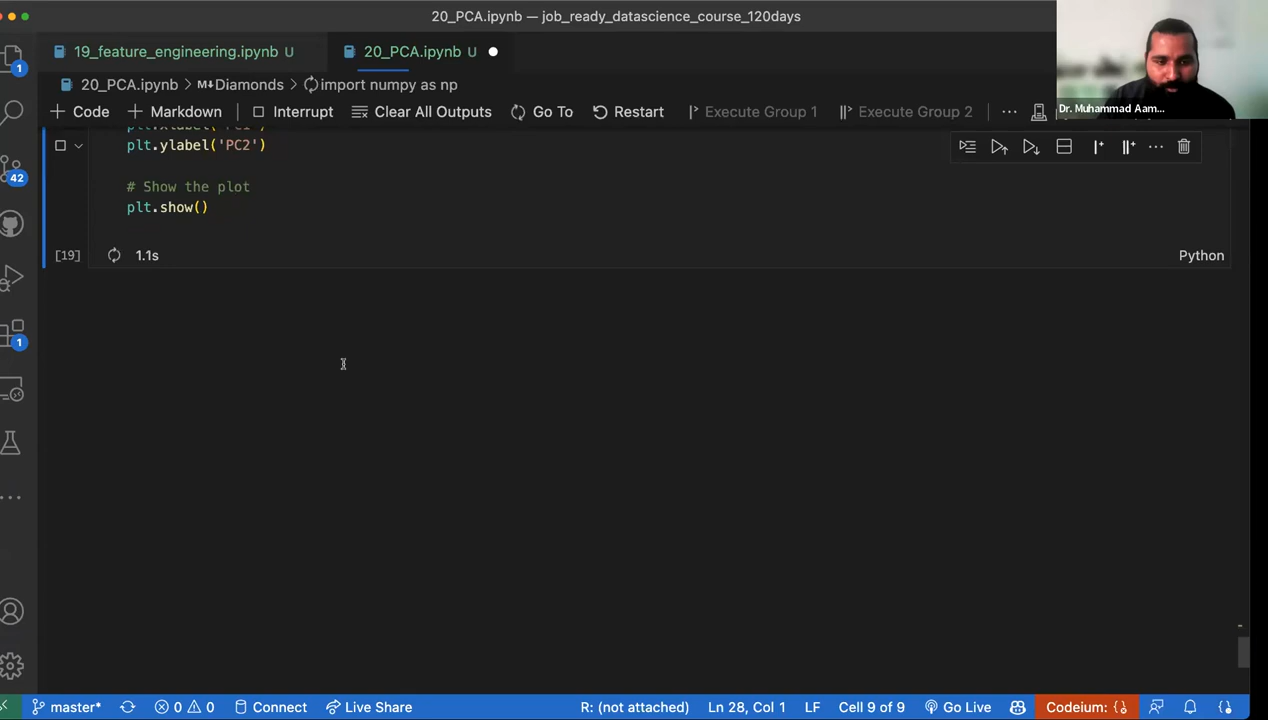 20_PCA.ipynb — job_ready_datascience_course_120days
19_feature_engineering.ipynb U
20_PCA.ipynb U
20_PCA.ipynb > M↓Diamonds > import numpy as np
+ Code + Markdown Interrupt Clear All Outputs Go To Restart Execute Group 1 Execute Group 2 ...
Dr. Muhammad Aam...
plt.xlabel('PC1')
plt.ylabel('PC2')
# Show the plot
plt.show()
[19] 1.1s Python
1
42
1
master* 0 0 Connect Live Share R: (not attached) Ln 28, Col 1 LF Cell 9 of 9 Go Live Codeium: {}